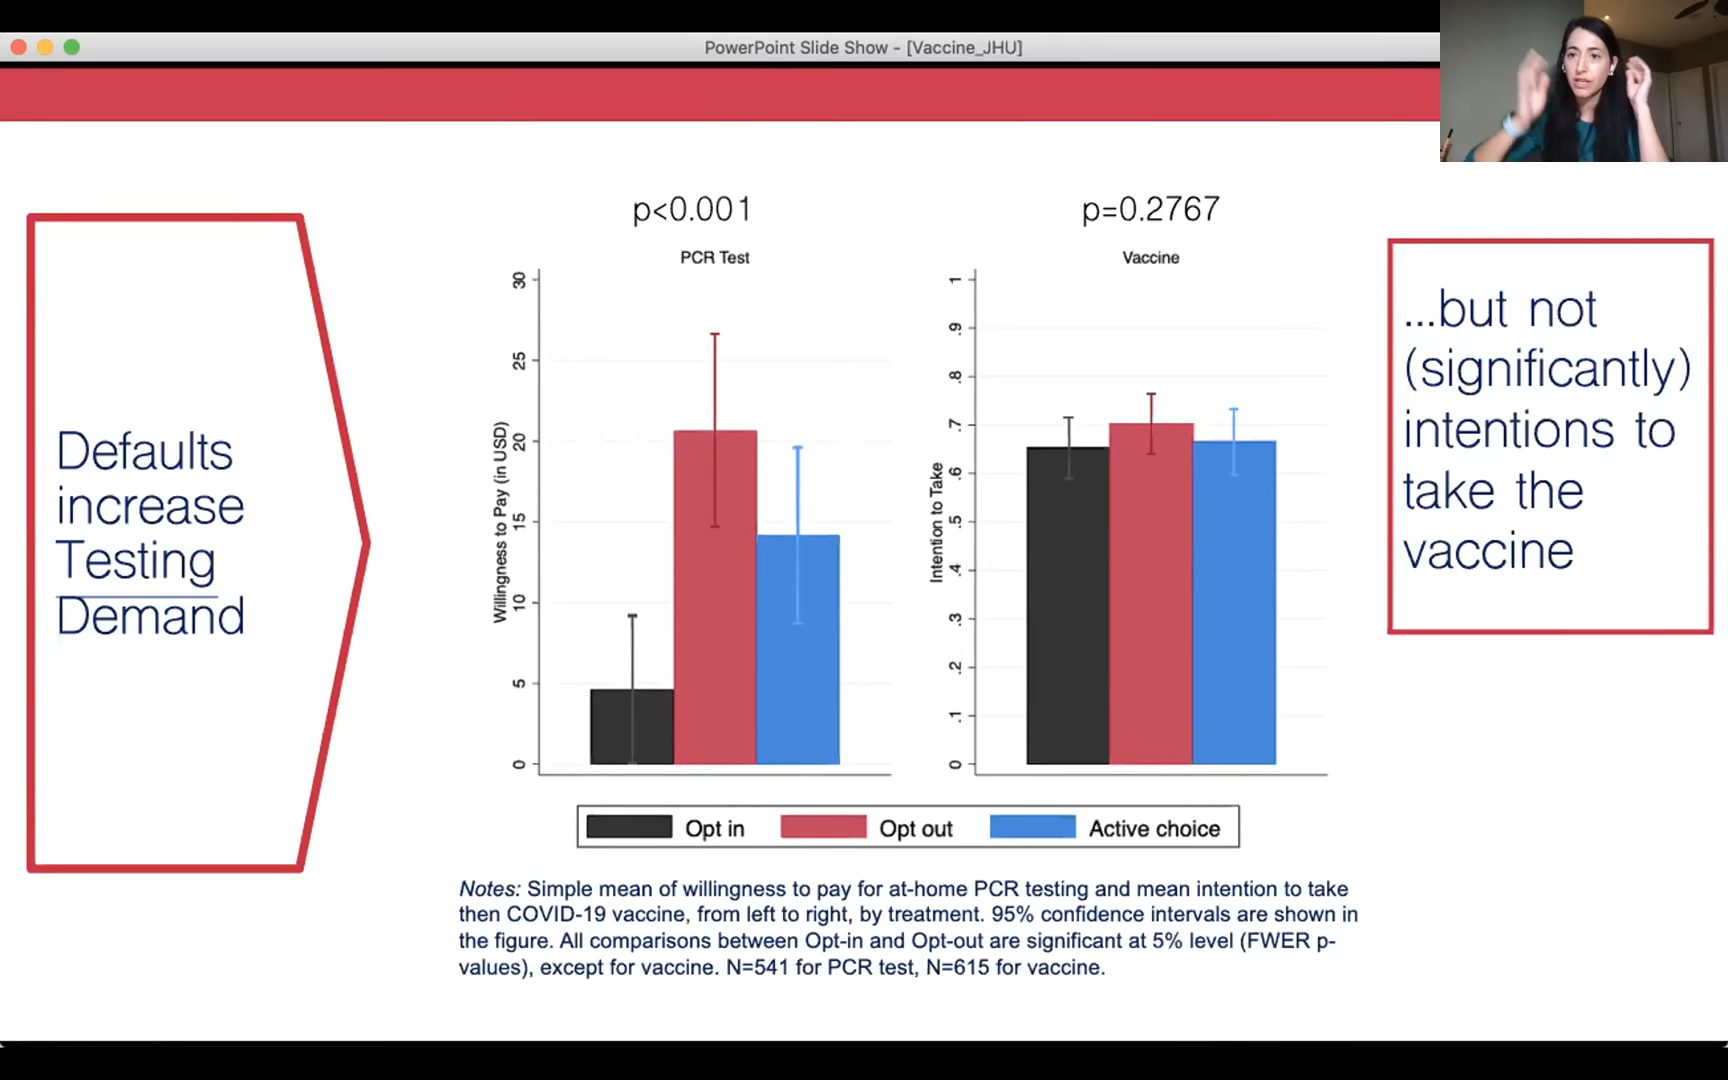 PowerPoint Slide Show - [Vaccine_JHU]
Defaults
increase
Testing
Demand
p<0.001
PCR Test
Willingness to Pay (in USD)
30
25
20
15
10
5
0
p=0.2767
Vaccine
Intention to Take
1
.9
.8
.7
.6
.5
.4
.3
.2
.1
0
...but not
(significantly)
intentions to
take the
vaccine
Opt in
Opt out
Active choice
Notes: Simple mean of willingness to pay for at-home PCR testing and mean intention to take
then COVID-19 vaccine, from left to right, by treatment. 95% confidence intervals are shown in
the figure. All comparisons between Opt-in and Opt-out are significant at 5% level (FWER p-
values), except for vaccine. N=541 for PCR test, N=615 for vaccine.